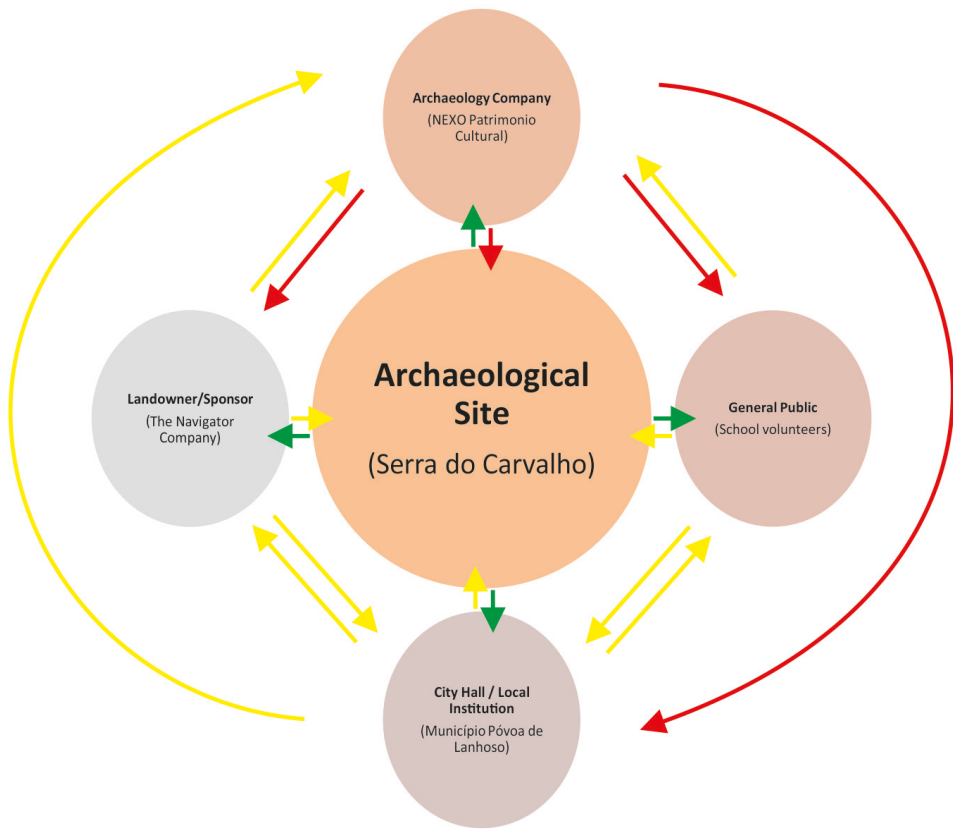 Archaeology Company
(NEXO Patrimonio
Cultural)
Landowner/Sponsor
(The Navigator
Company)
Archaeological
Site
(Serra do Carvalho)
General Public
(School volunteers)
City Hall / Local
Institution
(Município Póvoa de
Lanhoso)